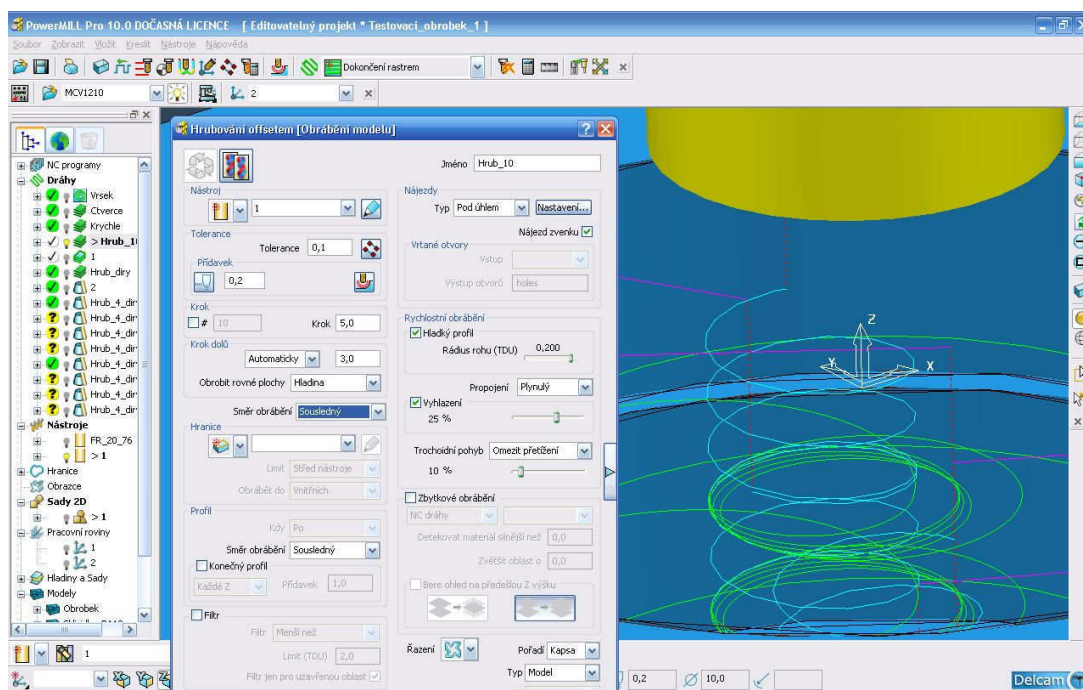 PowerMILL Pro 10.0 DOČASNÁ LICENCE [ Editovatelný projekt * Testovaci_obrobek_1 ]
Soubor Zobrazit Vložit Kreslit Nástroje Nápověda
Dokončení rastrem
MCV1210 2
Hrubování offsetem [Obrábění modelu]
NC programy
Dráhy
Vrsek
Ctverce
Krychle
> Hrub_1
1
Hrub_diry
2
Hrub_4_dir
Hrub_4_dir
Hrub_4_dir
Hrub_4_dir
Hrub_4_dir
Hrub_4_dir
Hrub_4_dir
Hrub_4_dir
Nástroje
FR_20_76
> 1
Hranice
Obrazce
Sady 2D
> 1
Pracovní roviny
1
2
Hladiny a Sady
Modely
Obrobek
Jméno Hrub_10
Nástroj
1
Tolerance
Tolerance 0,1
Přídavek
0,2
Krok
# 10 Krok 5,0
Krok dolů
Automaticky 3,0
Obrobit rovné plochy Hladina
Směr obrábění Sousledný
Hranice
Limit Střed nástroje
Obrábět do Vnitřních
Profil
Kdy Po
Směr obrábění Sousledný
Konečný profil
Každé Z Přídavek 1,0
Filtr
Filtr Menší než
Limit (TDU) 2,0
Filtr jen pro uzavřenou oblast
Nájezdy
Typ Pod úhlem Nastavení...
Nájezd zvenku
Vrtané otvory
Vstup
Výstup otvorů holes
Rychlostní obrábění
Hladký profil
Rádius rohu (TDU) 0,200
Propojení Plynulý
Vyhlazení
25 %
Trochoidní pohyb Omezit přetížení
10 %
Zbytkové obrábění
NC dráhy
Detekovat materiál silnější než 0,0
Zvětšit oblast o 0,0
Bere ohled na předešlou Z výšku
Řazení Pořadí Kapsa
Typ Model
Z
Y
X
1
0,2 10,0
Delcam